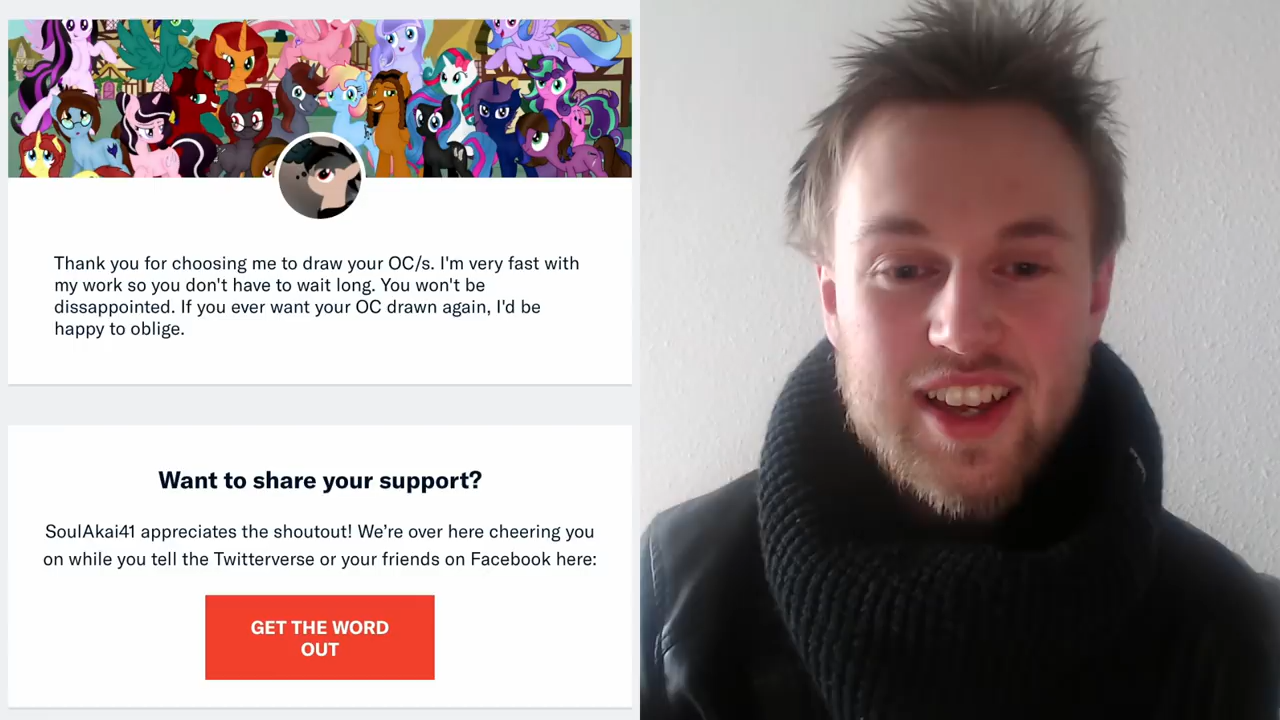 Thank you for choosing me to draw your OC/s. I'm very fast with
my work so you don't have to wait long. You won't be
dissappointed. If you ever want your OC drawn again, I'd be
happy to oblige.
Want to share your support?
SoulAkai41 appreciates the shoutout! We’re over here cheering you
on while you tell the Twitterverse or your friends on Facebook here:
GET THE WORD
OUT